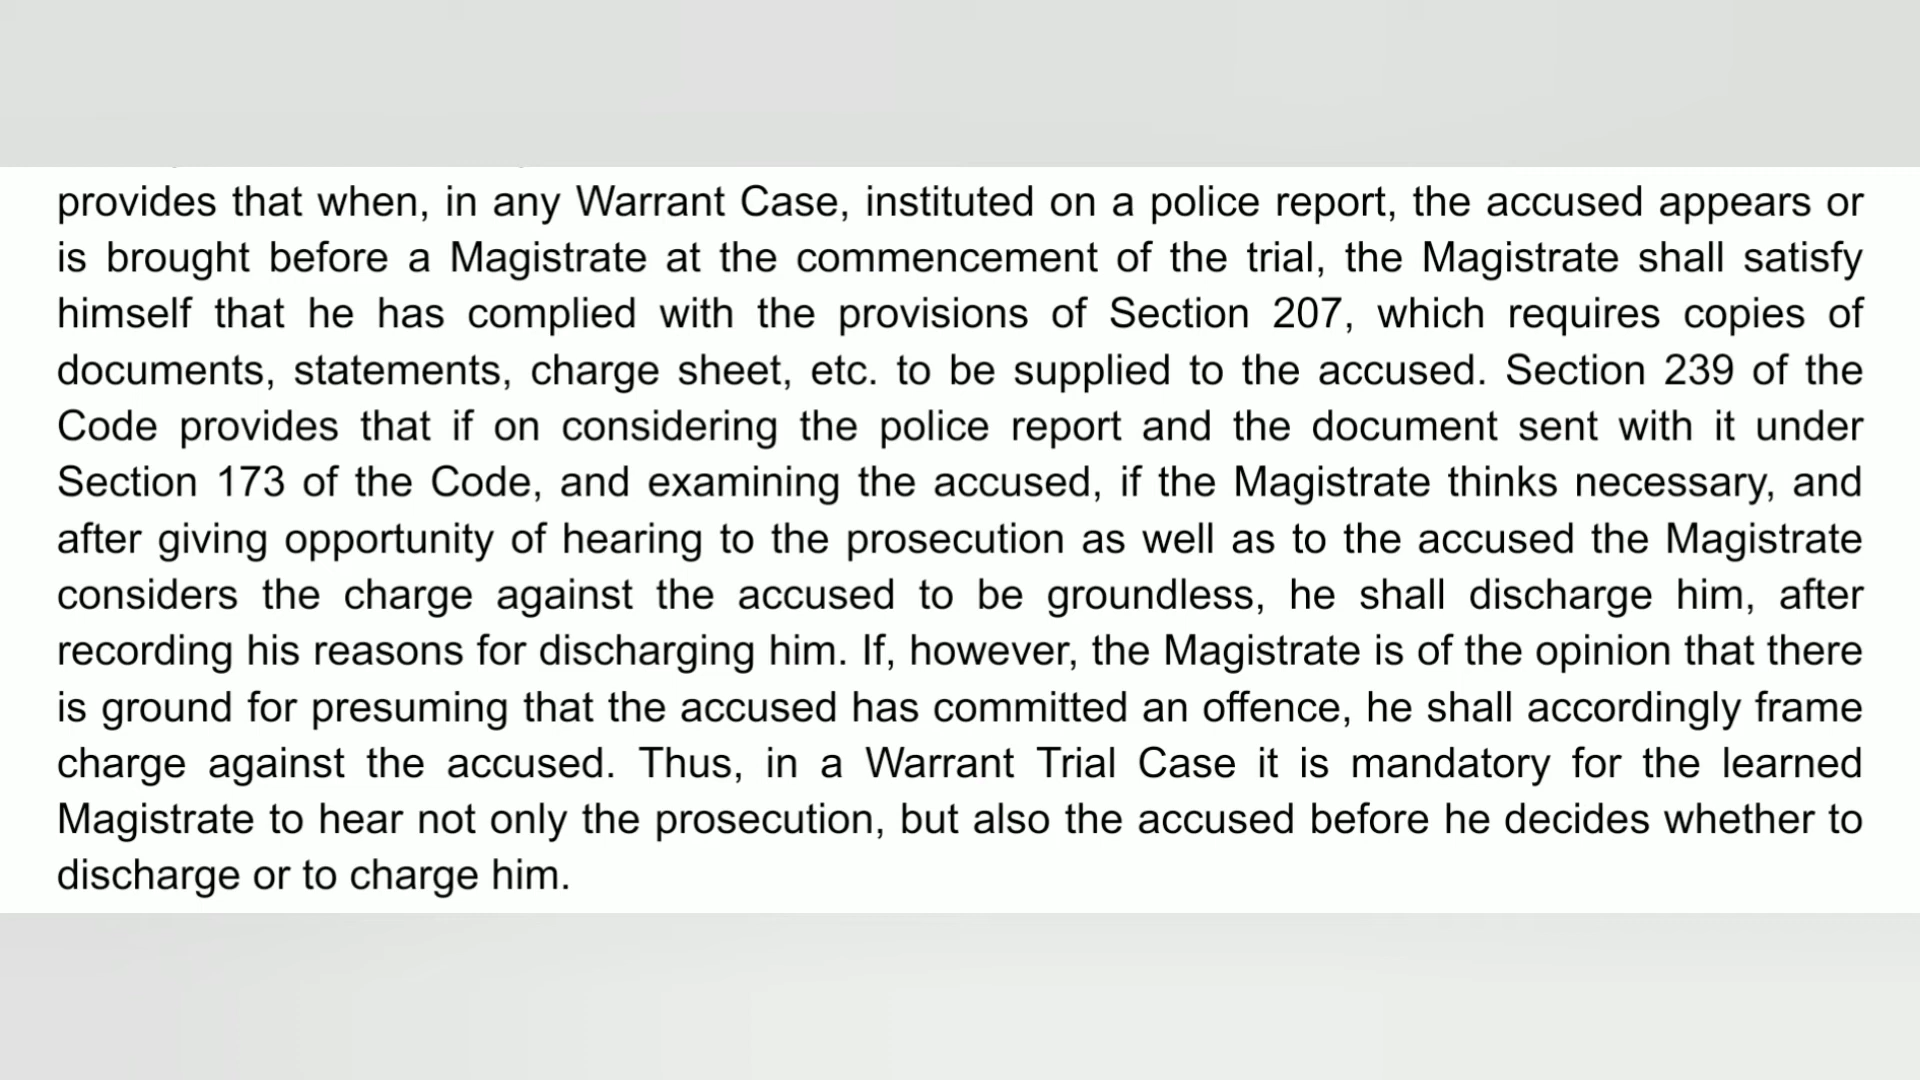 provides that when, in any Warrant Case, instituted on a police report, the accused appears or
is brought before a Magistrate at the commencement of the trial, the Magistrate shall satisfy
himself that he has complied with the provisions of Section 207, which requires copies of
documents, statements, charge sheet, etc. to be supplied to the accused. Section 239 of the
Code provides that if on considering the police report and the document sent with it under
Section 173 of the Code, and examining the accused, if the Magistrate thinks necessary, and
after giving opportunity of hearing to the prosecution as well as to the accused the Magistrate
considers the charge against the accused to be groundless, he shall discharge him, after
recording his reasons for discharging him. If, however, the Magistrate is of the opinion that there
is ground for presuming that the accused has committed an offence, he shall accordingly frame
charge against the accused. Thus, in a Warrant Trial Case it is mandatory for the learned
Magistrate to hear not only the prosecution, but also the accused before he decides whether to
discharge or to charge him.